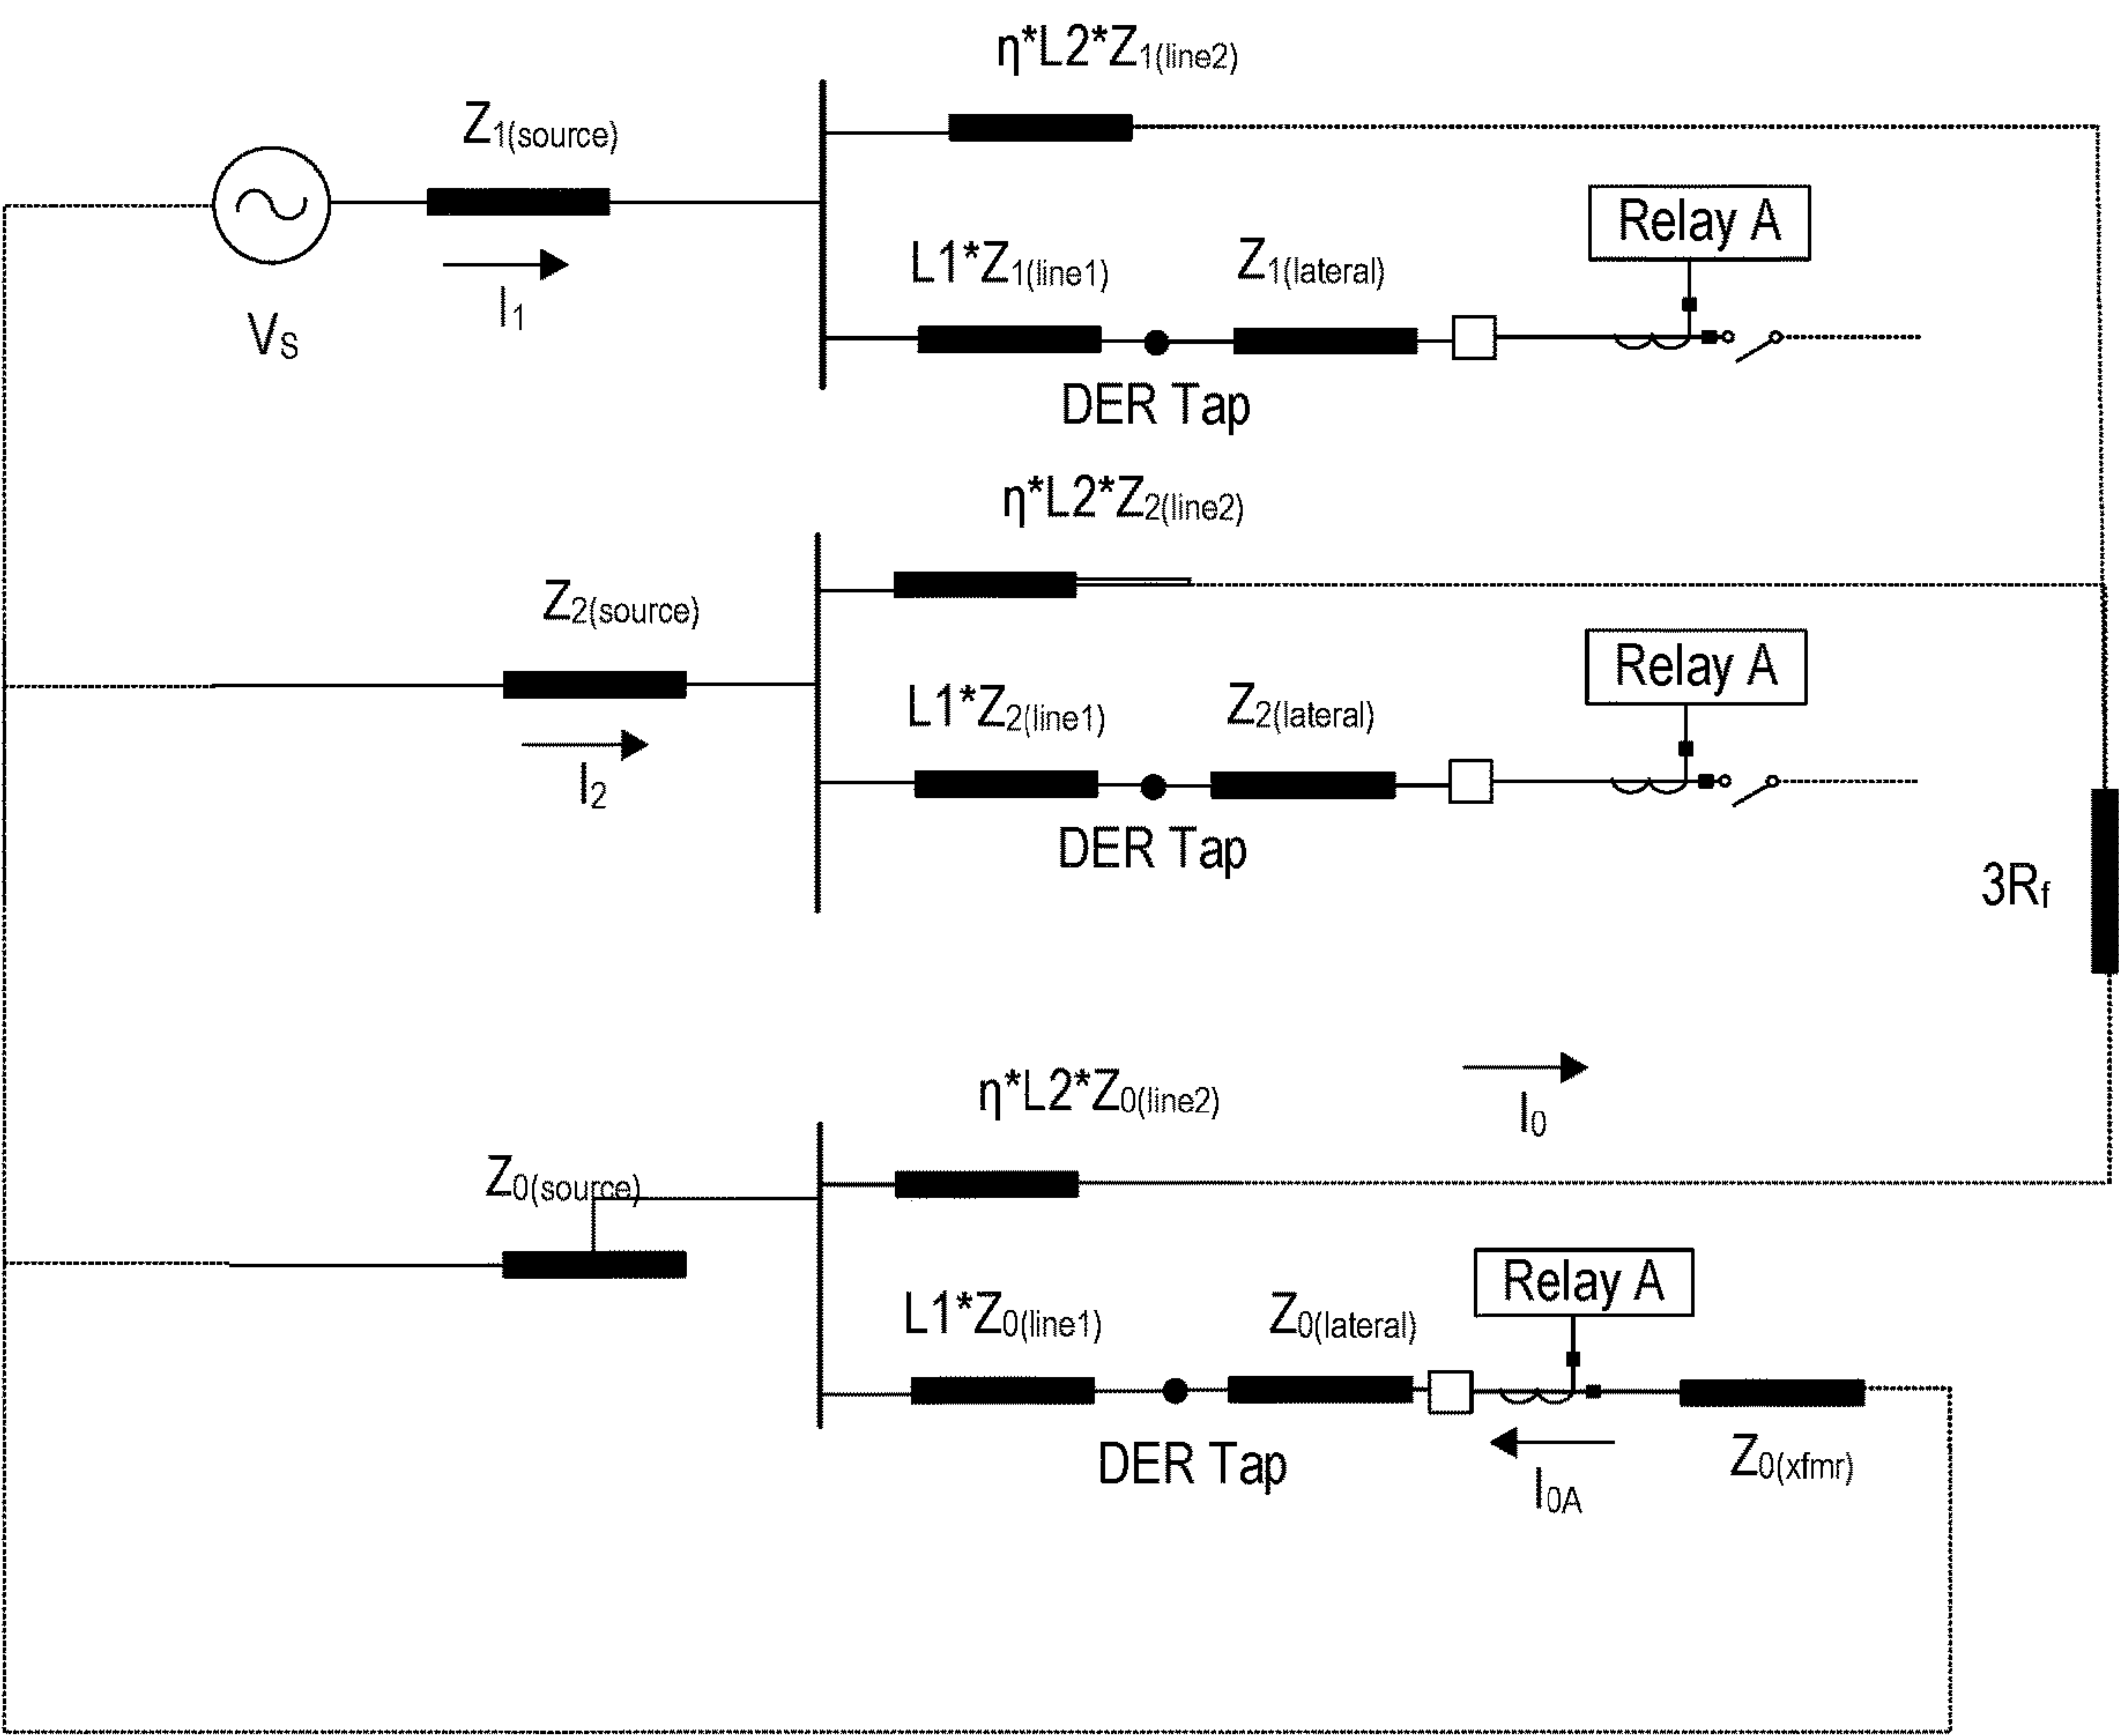 η*L2*Z1(line2)
Z1(source)
Relay A
L1*Z1(line1)
Z1(lateral)
I1
VS
DER Tap
η*L2*Z2(line2)
Z2(source)
Relay A
L1*Z2(line1)
Z2(lateral)
I2
DER Tap
3Rf
η*L2*Z0(line2)
I0
Z0(source)
Relay A
L1*Z0(line1)
Z0(lateral)
DER Tap
I0A
Z0(xfmr)